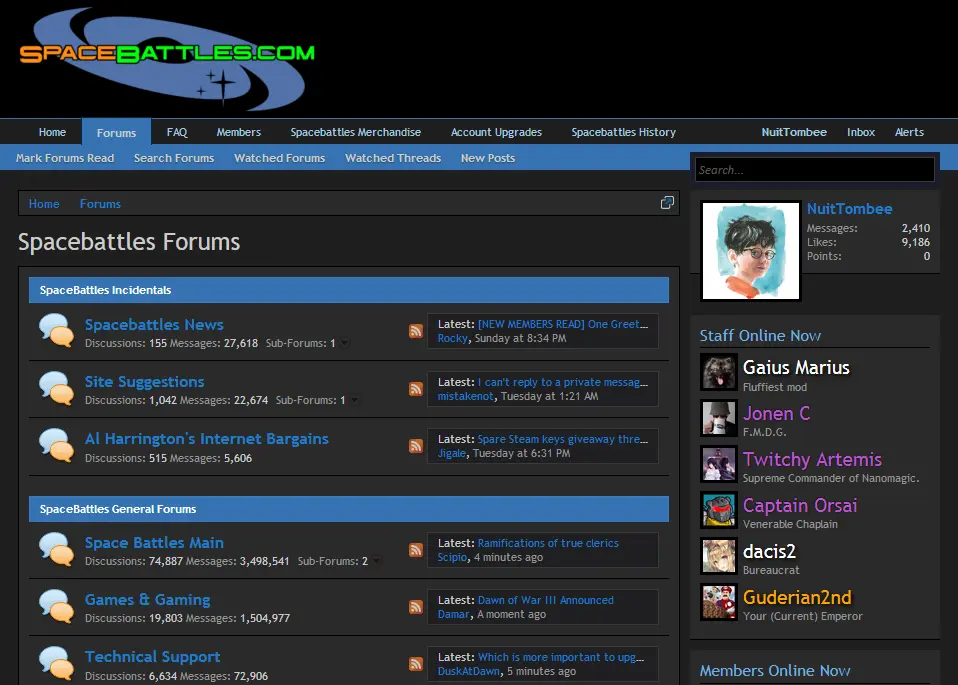 SPACEBATTLES.COM
Home Forums FAQ Members Spacebattles Merchandise Account Upgrades Spacebattles History NuitTombee Inbox Alerts
Mark Forums Read Search Forums Watched Forums Watched Threads New Posts
Search...
Home Forums
Spacebattles Forums
SpaceBattles Incidentals
Spacebattles News
Discussions: 155 Messages: 27,618 Sub-Forums: 1
Latest: [NEW MEMBERS READ] One Greet...
Rocky, Sunday at 8:34 PM
Site Suggestions
Discussions: 1,042 Messages: 22,674 Sub-Forums: 1
Latest: I can't reply to a private messag...
mistakenot, Tuesday at 1:21 AM
Al Harrington's Internet Bargains
Discussions: 515 Messages: 5,606
Latest: Spare Steam keys giveaway thre...
Jigale, Tuesday at 6:31 PM
SpaceBattles General Forums
Space Battles Main
Discussions: 74,887 Messages: 3,498,541 Sub-Forums: 2
Latest: Ramifications of true clerics
Scipio, 4 minutes ago
Games & Gaming
Discussions: 19,803 Messages: 1,504,977
Latest: Dawn of War III Announced
Damar, A moment ago
Technical Support
Discussions: 6,634 Messages: 72,906
Latest: Which is more important to upg...
DuskAtDawn, 5 minutes ago
NuitTombee
Messages: 2,410
Likes: 9,186
Points: 0
Staff Online Now
Gaius Marius
Fluffiest mod
Jonen C
F.M.D.G.
Twitchy Artemis
Supreme Commander of Nanomagic.
Captain Orsai
Venerable Chaplain
dacis2
Bureaucrat
Guderian2nd
Your (Current) Emperor
Members Online Now